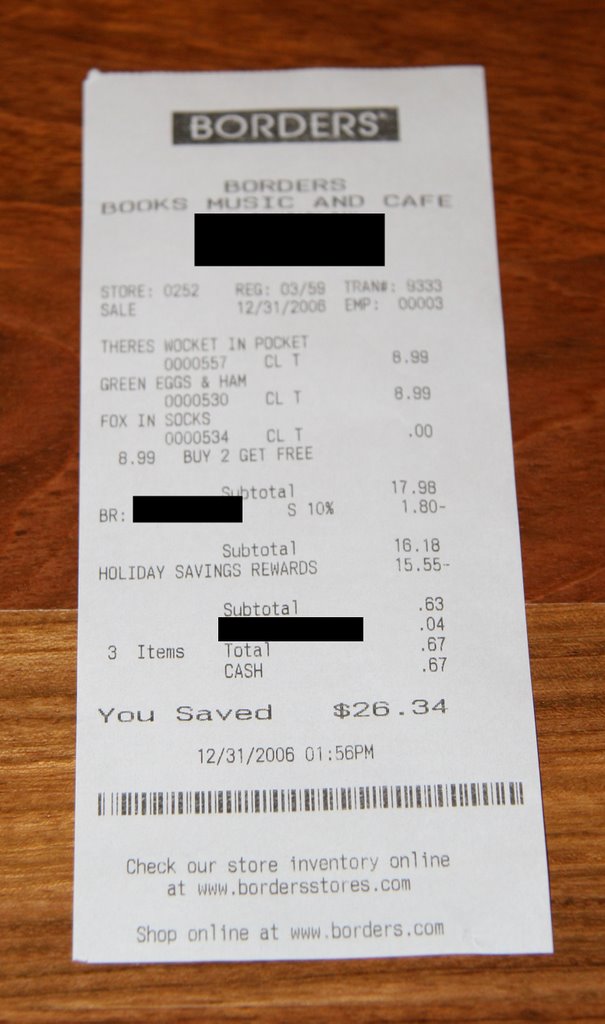 BORDERS
BORDERS
BOOKS MUSIC AND CAFE
STORE: 0252 REG: 03/59 TRAN#: 9333
SALE 12/31/2006 EMP: 00003
THERES WOCKET IN POCKET
0000557 CL T 8.99
GREEN EGGS & HAM
0000530 CL T 8.99
FOX IN SOCKS
0000534 CL T .00
8.99 BUY 2 GET FREE
Subtotal 17.98
BR: S 10% 1.80-
Subtotal 16.18
HOLIDAY SAVINGS REWARDS 15.55-
Subtotal .63
.04
3 Items Total .67
CASH .67
You Saved $26.34
12/31/2006 01:56PM
Check our store inventory online
at www.bordersstores.com
Shop online at www.borders.com